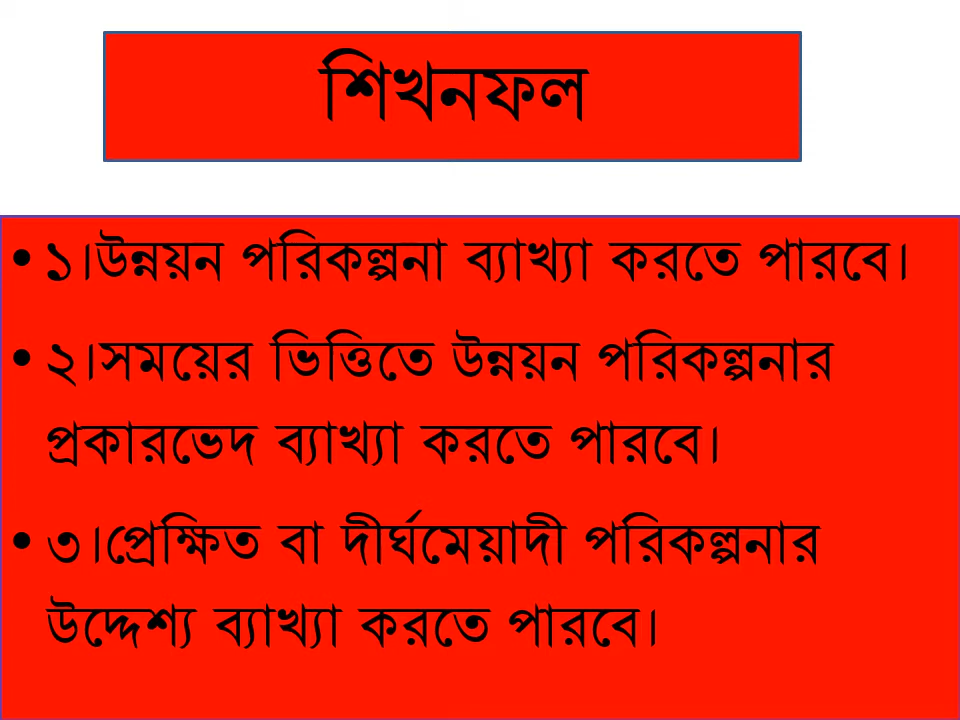 শিখনফল
• ১।উন্নয়ন পরিকল্পনা ব্যাখ্যা করতে পারবে।
• ২।সময়ের ভিত্তিতে উন্নয়ন পরিকল্পনার
প্রকারভেদ ব্যাখ্যা করতে পারবে।
• ৩।প্রেক্ষিত বা দীর্ঘমেয়াদী পরিকল্পনার
উদ্দেশ্য ব্যাখ্যা করতে পারবে।